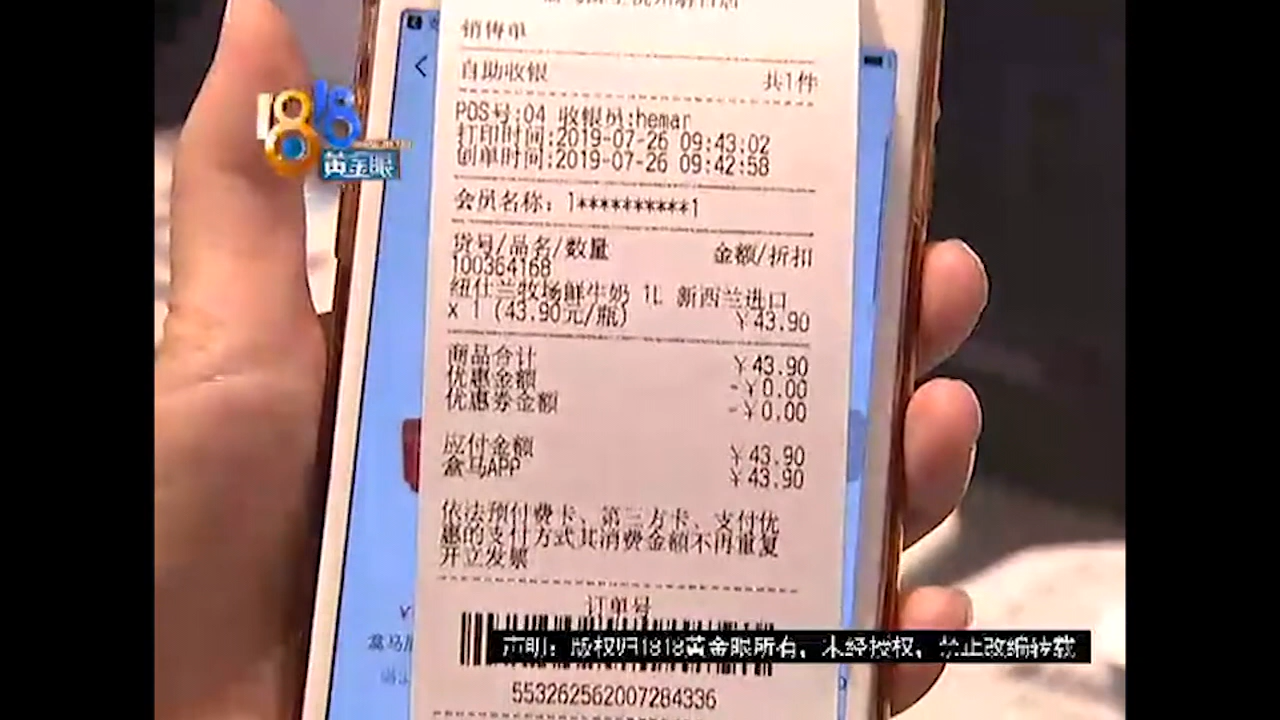 销售单
自助收银 共1件
POS号:04 收银员:hemar
打印时间:2019-07-26 09:43:02
创单时间:2019-07-26 09:42:58
会员名称：1**********1
货号/品名/数量 金额/折扣
100364168
纽仕兰牧场鲜牛奶 1L 新西兰进口
x 1 (43.90元/瓶) ￥43.90
商品合计 ￥43.90
优惠金额 -￥0.00
优惠券金额 -￥0.00
应付金额 ￥43.90
盒马APP ￥43.90
依法预付费卡、第三方卡、支付优
惠的支付方式其消费金额不再重复
开立发票
订单号
553262562007284336
1818
黄金眼
声明：版权归1818黄金眼所有，未经授权，禁止改编转载
盒马